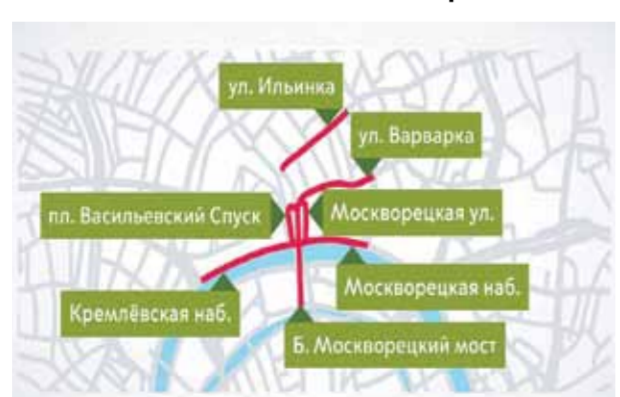 ул. Ильинка
ул. Варварка
пл. Васильевский Спуск
Москворецкая ул.
Москворецкая наб.
Кремлёвская наб.
Б. Москворецкий мост